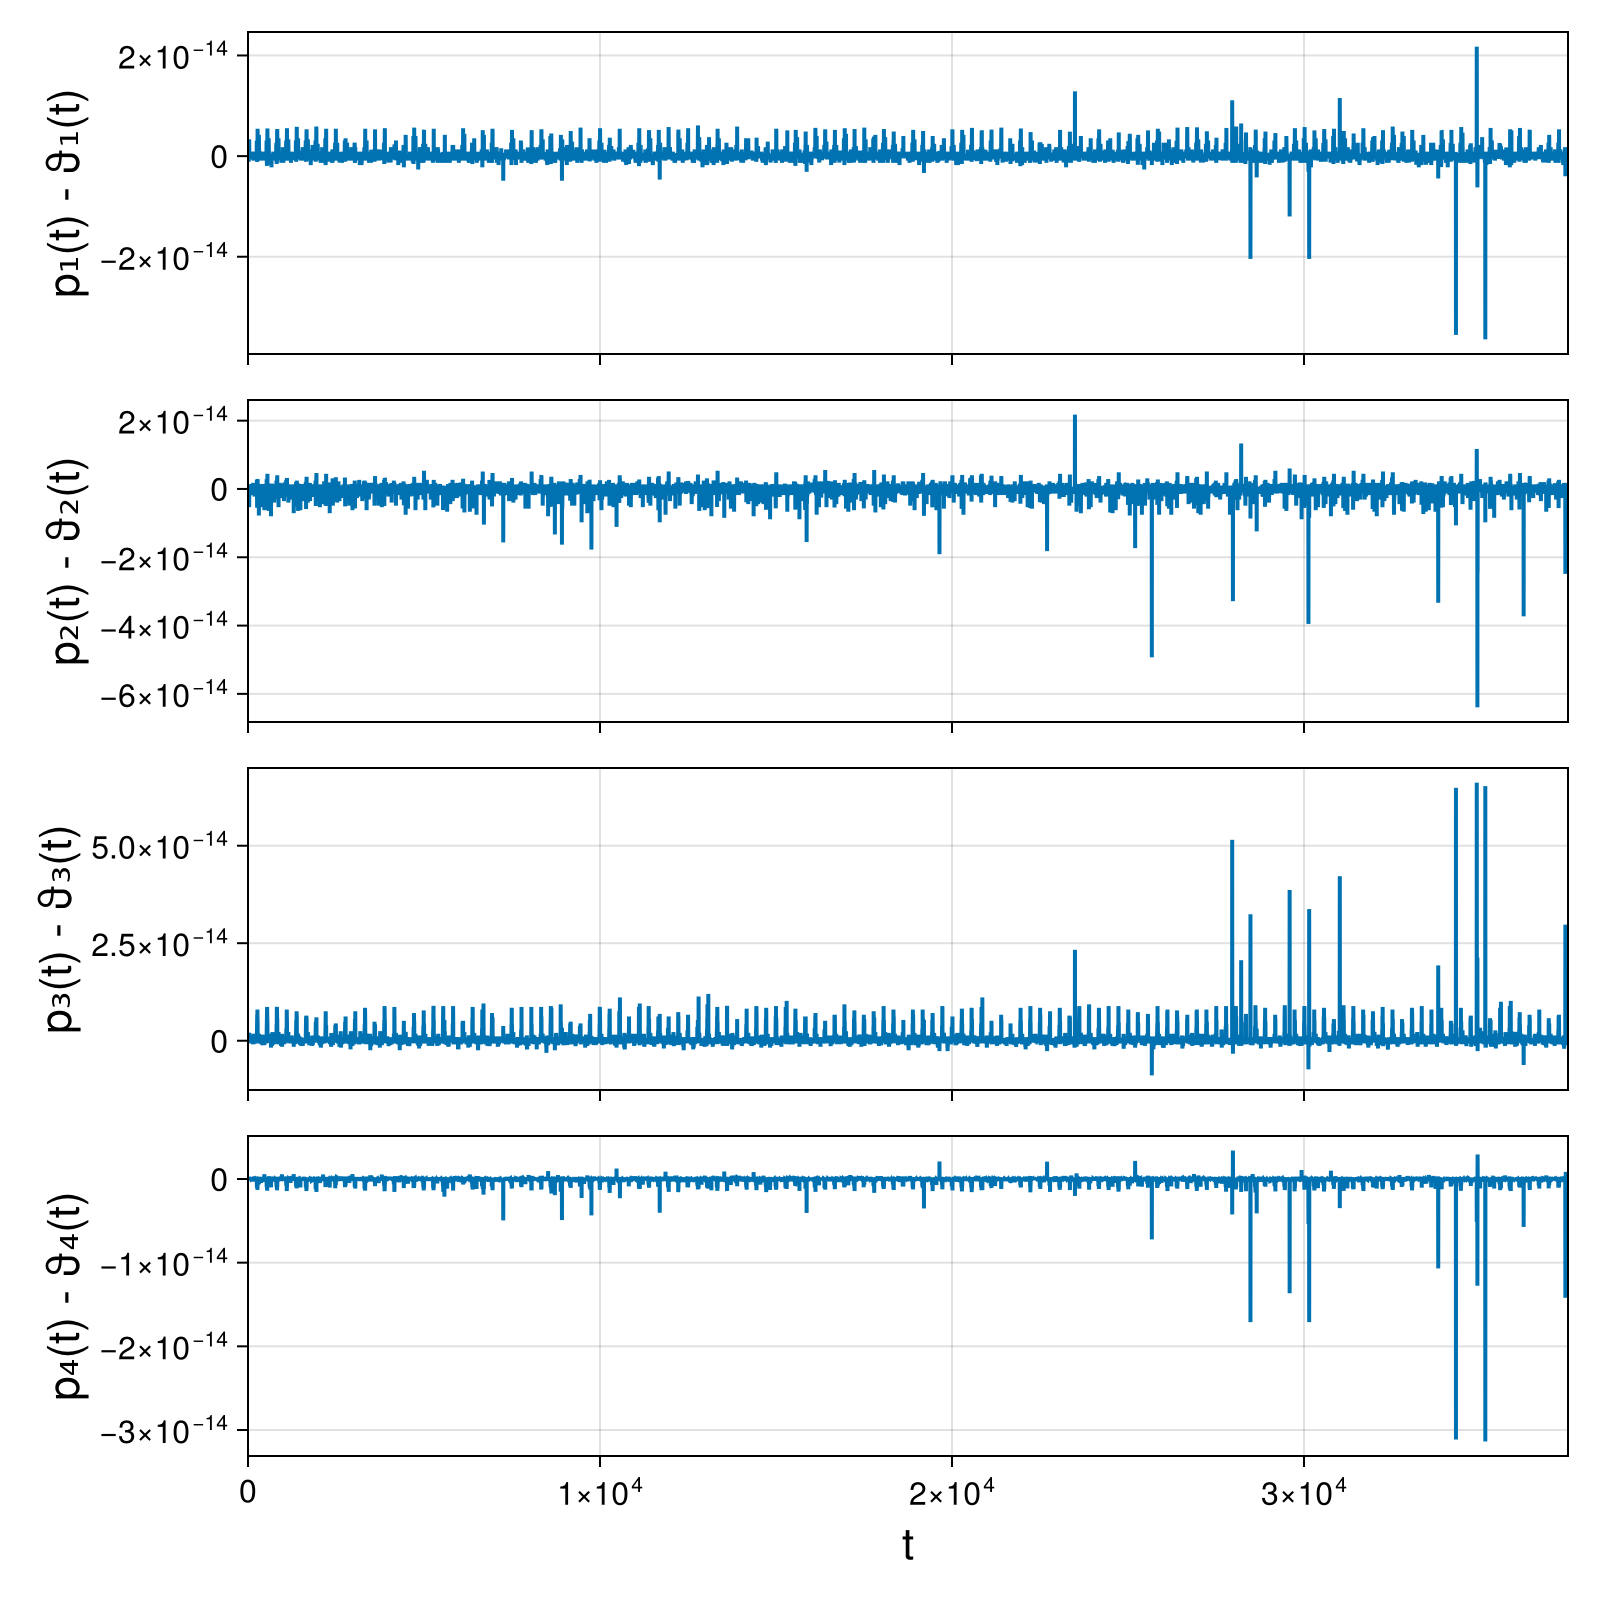 p₁(t) - ϑ₁(t)
2×10⁻¹⁴
0
−2×10⁻¹⁴
p₂(t) - ϑ₂(t)
2×10⁻¹⁴
0
−2×10⁻¹⁴
−4×10⁻¹⁴
−6×10⁻¹⁴
p₃(t) - ϑ₃(t)
5.0×10⁻¹⁴
2.5×10⁻¹⁴
0
p₄(t) - ϑ₄(t)
0
−1×10⁻¹⁴
−2×10⁻¹⁴
−3×10⁻¹⁴
0 1×10⁴ 2×10⁴ 3×10⁴
t